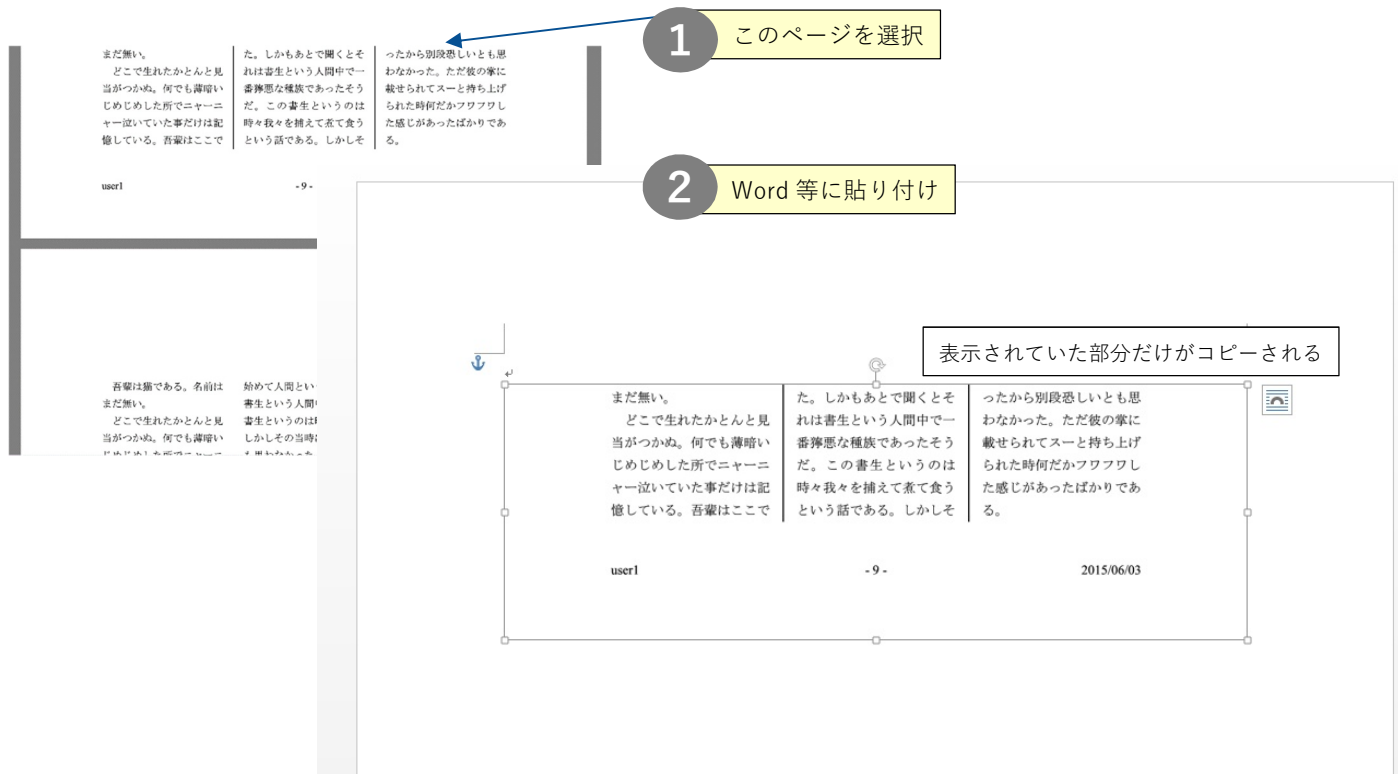 1 このページを選択
まだ無い。
　どこで生れたかとんと見
当がつかぬ。何でも薄暗い
じめじめした所でニャーニ
ャー泣いていた事だけは記
憶している。吾輩はここで
た。しかもあとで聞くとそ
れは書生という人間中で一
番獰悪な種族であったそう
だ。この書生というのは
時々我々を捕えて煮て食う
という話である。しかしそ
ったから別段恐しいとも思
わなかった。ただ彼の掌に
載せられてスーと持ち上げ
られた時何だかフワフワし
た感じがあったばかりであ
る。
user1 - 9 -
　吾輩は猫である。名前は
まだ無い。
　どこで生れたかとんと見
当がつかぬ。何でも薄暗い
じめじめした所でニャーニ
始めて人間とい
書生という人間
書生というのは
しかしその当時
も思わなかった
2 Word 等に貼り付け
表示されていた部分だけがコピーされる
まだ無い。
　どこで生れたかとんと見
当がつかぬ。何でも薄暗い
じめじめした所でニャーニ
ャー泣いていた事だけは記
憶している。吾輩はここで
た。しかもあとで聞くとそ
れは書生という人間中で一
番獰悪な種族であったそう
だ。この書生というのは
時々我々を捕えて煮て食う
という話である。しかしそ
ったから別段恐しいとも思
わなかった。ただ彼の掌に
載せられてスーと持ち上げ
られた時何だかフワフワし
た感じがあったばかりであ
る。
user1 - 9 - 2015/06/03